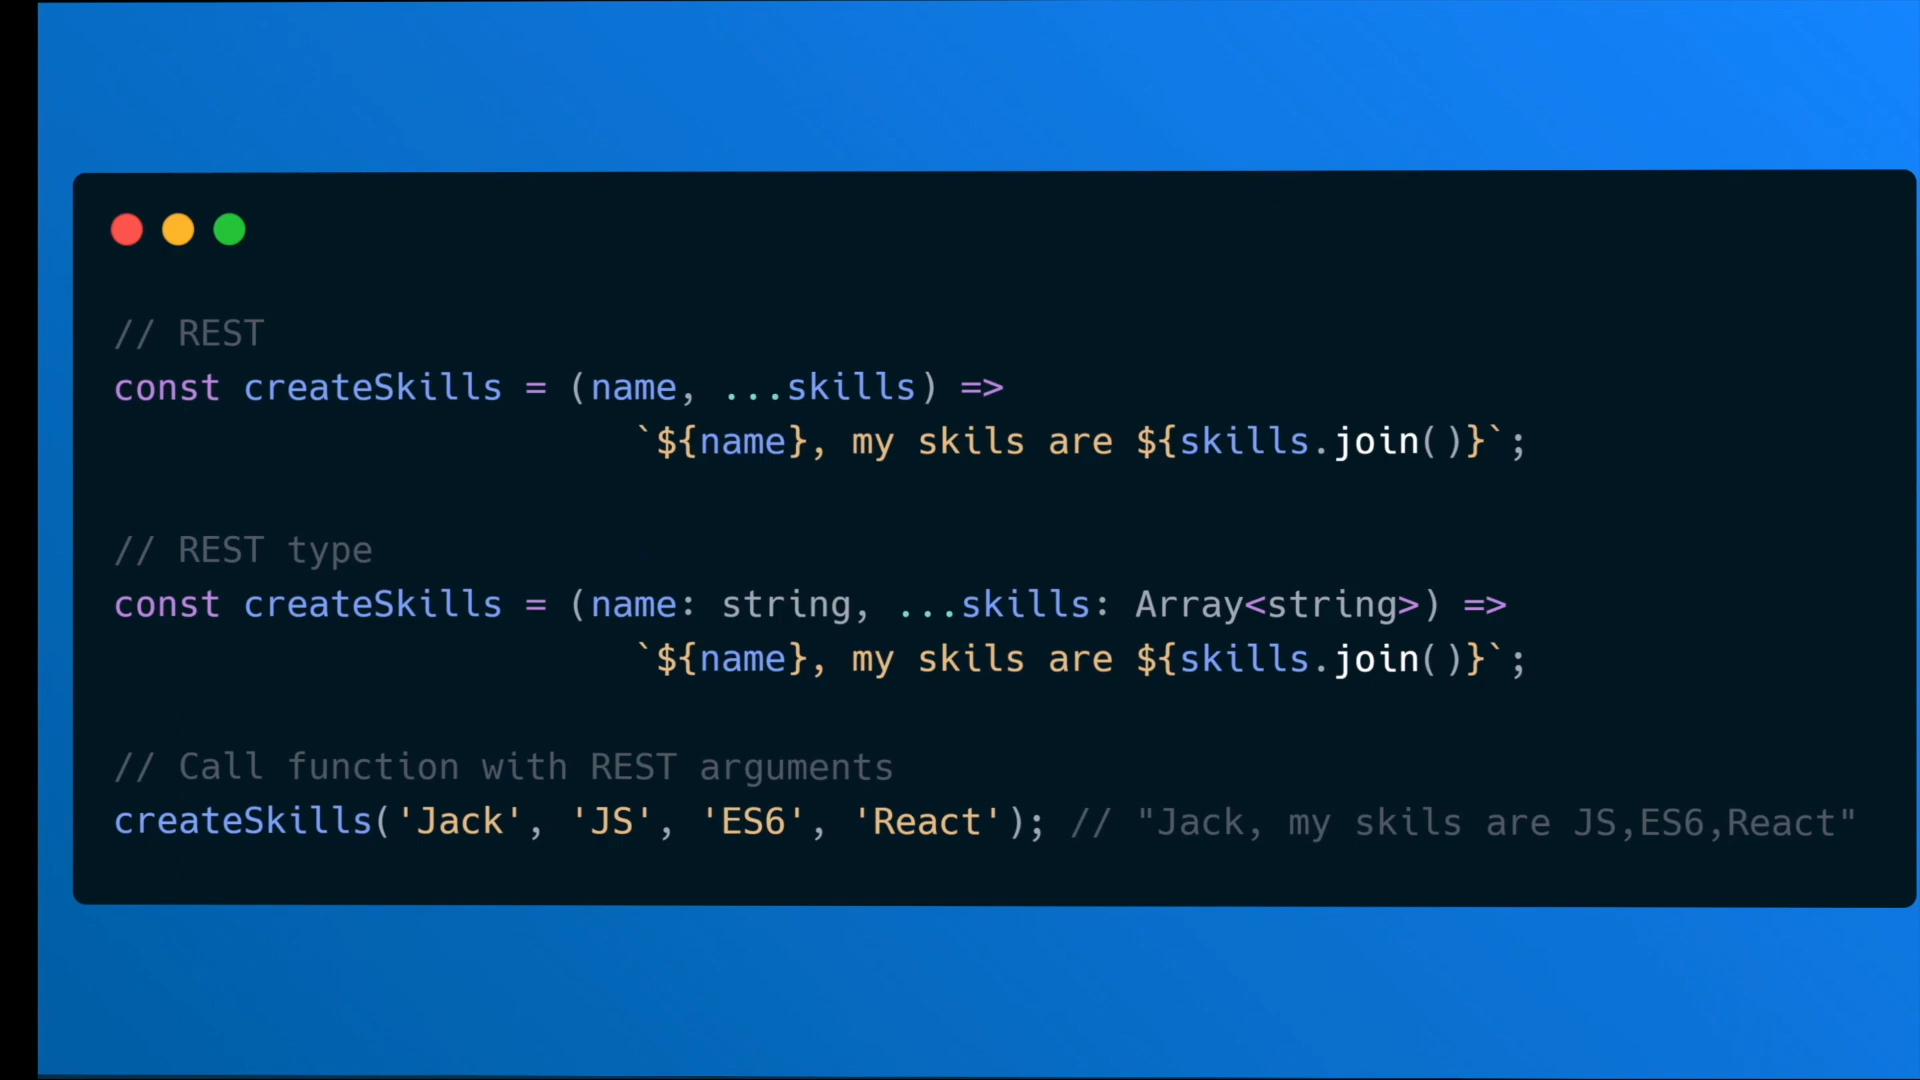 // REST
const createSkills = (name, ...skills) =>
`${name}, my skils are ${skills.join()}`;
// REST type
const createSkills = (name: string, ...skills: Array<string>) =>
`${name}, my skils are ${skills.join()}`;
// Call function with REST arguments
createSkills('Jack', 'JS', 'ES6', 'React'); // "Jack, my skils are JS,ES6,React"